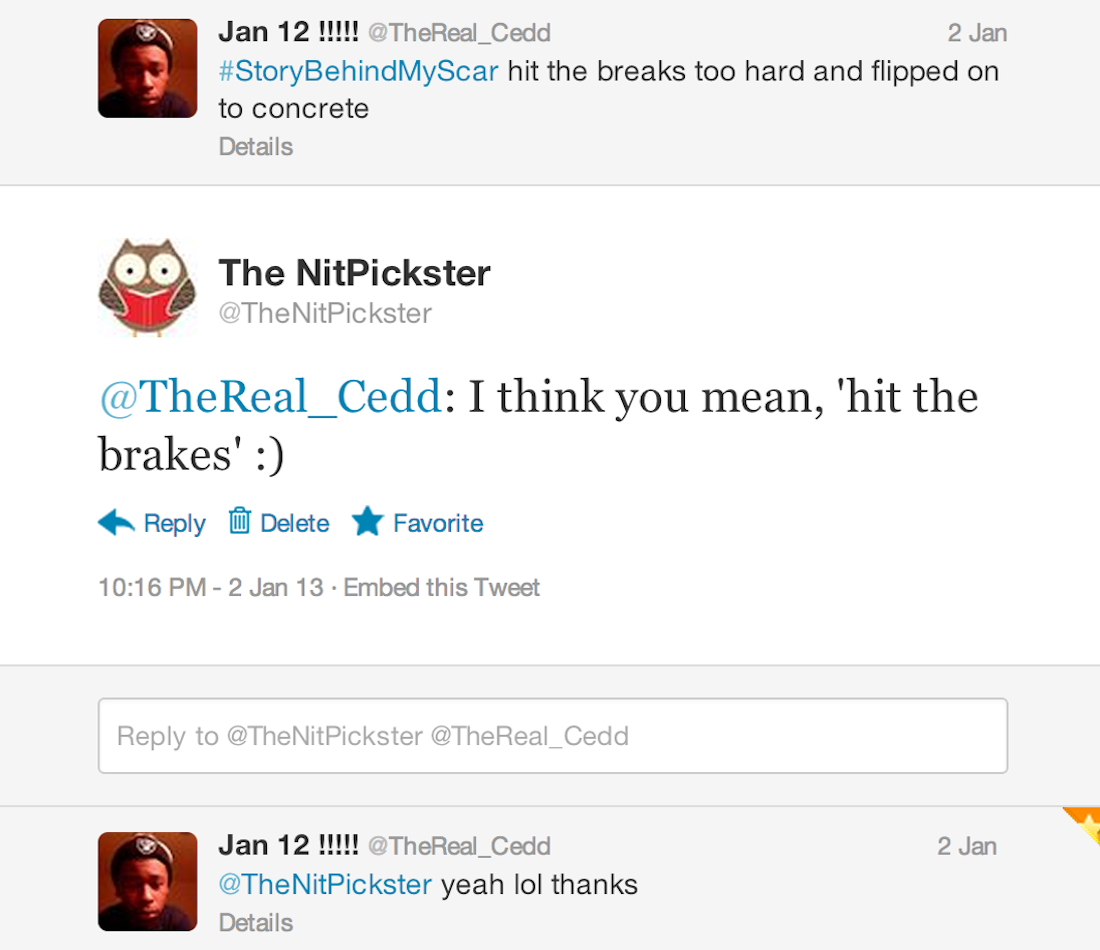 Jan 12 !!!!! @TheReal_Cedd 2 Jan
#StoryBehindMyScar hit the breaks too hard and flipped on
to concrete
Details
The NitPickster
@TheNitPickster
@TheReal_Cedd: I think you mean, 'hit the
brakes' :)
Reply Delete Favorite
10:16 PM - 2 Jan 13 · Embed this Tweet
Reply to @TheNitPickster @TheReal_Cedd
Jan 12 !!!!! @TheReal_Cedd 2 Jan
@TheNitPickster yeah lol thanks
Details